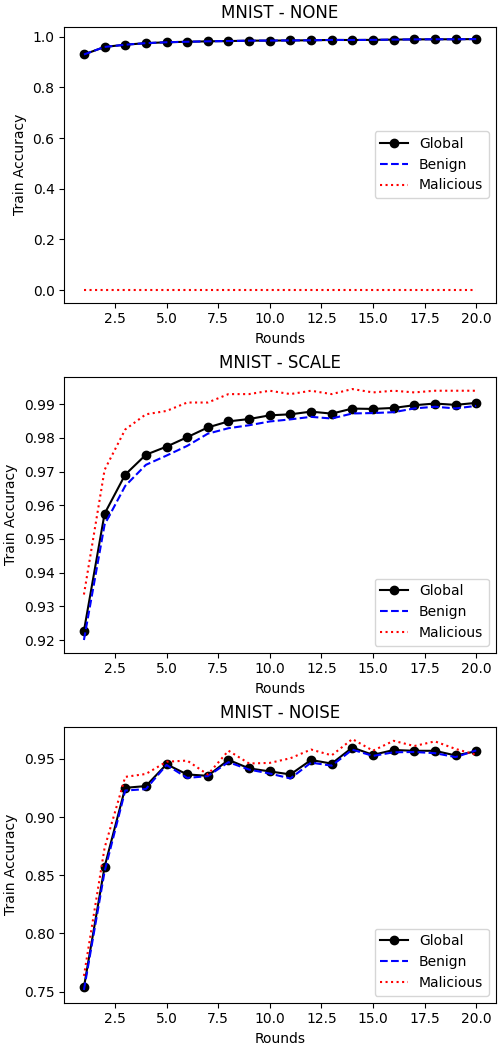 MNIST - NONE
1.0
0.8
0.6
0.4
0.2
0.0
Train Accuracy
Global
Benign
Malicious
2.5 5.0 7.5 10.0 12.5 15.0 17.5 20.0
Rounds
MNIST - SCALE
0.99
0.98
0.97
0.96
0.95
0.94
0.93
0.92
Train Accuracy
Global
Benign
Malicious
2.5 5.0 7.5 10.0 12.5 15.0 17.5 20.0
Rounds
MNIST - NOISE
0.95
0.90
0.85
0.80
0.75
Train Accuracy
Global
Benign
Malicious
2.5 5.0 7.5 10.0 12.5 15.0 17.5 20.0
Rounds